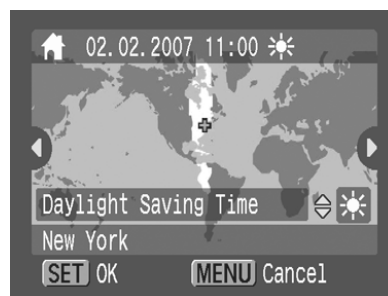 02.02.2007 11:00
Daylight Saving Time
New York
SET OK MENU Cancel